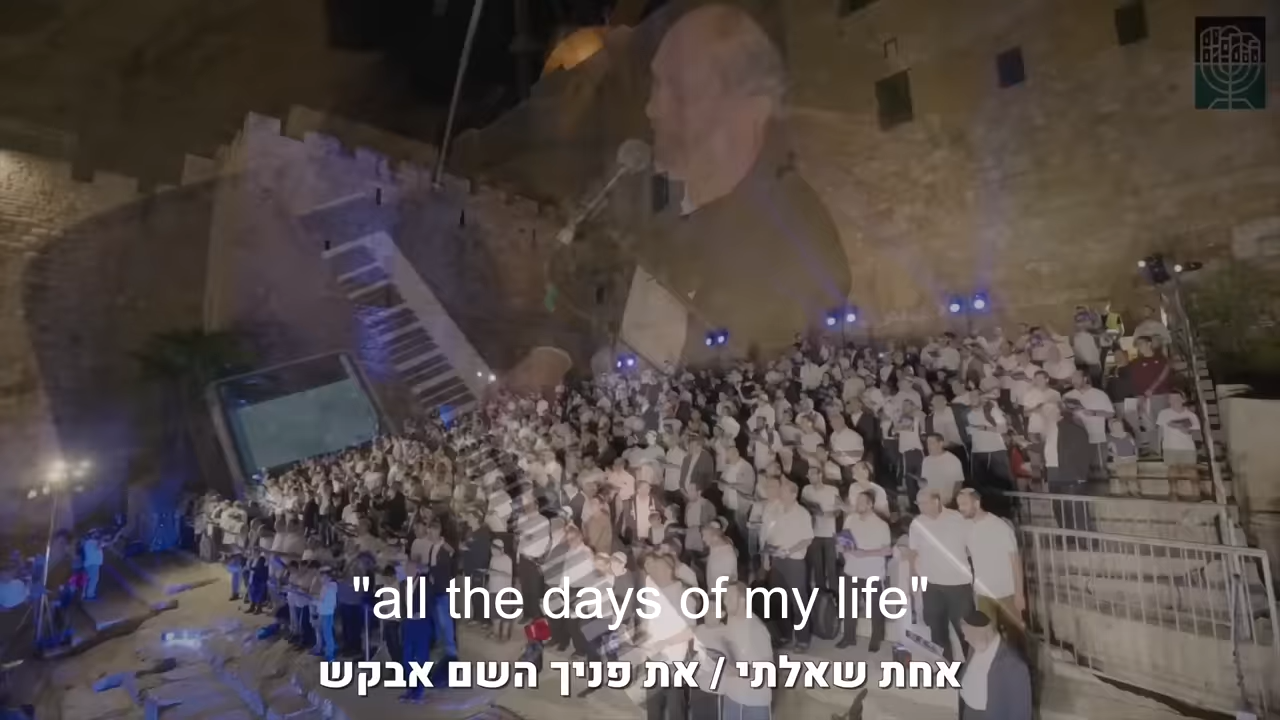 "all the days of my life"
אחת שאלתי / את פניך השם אבקש